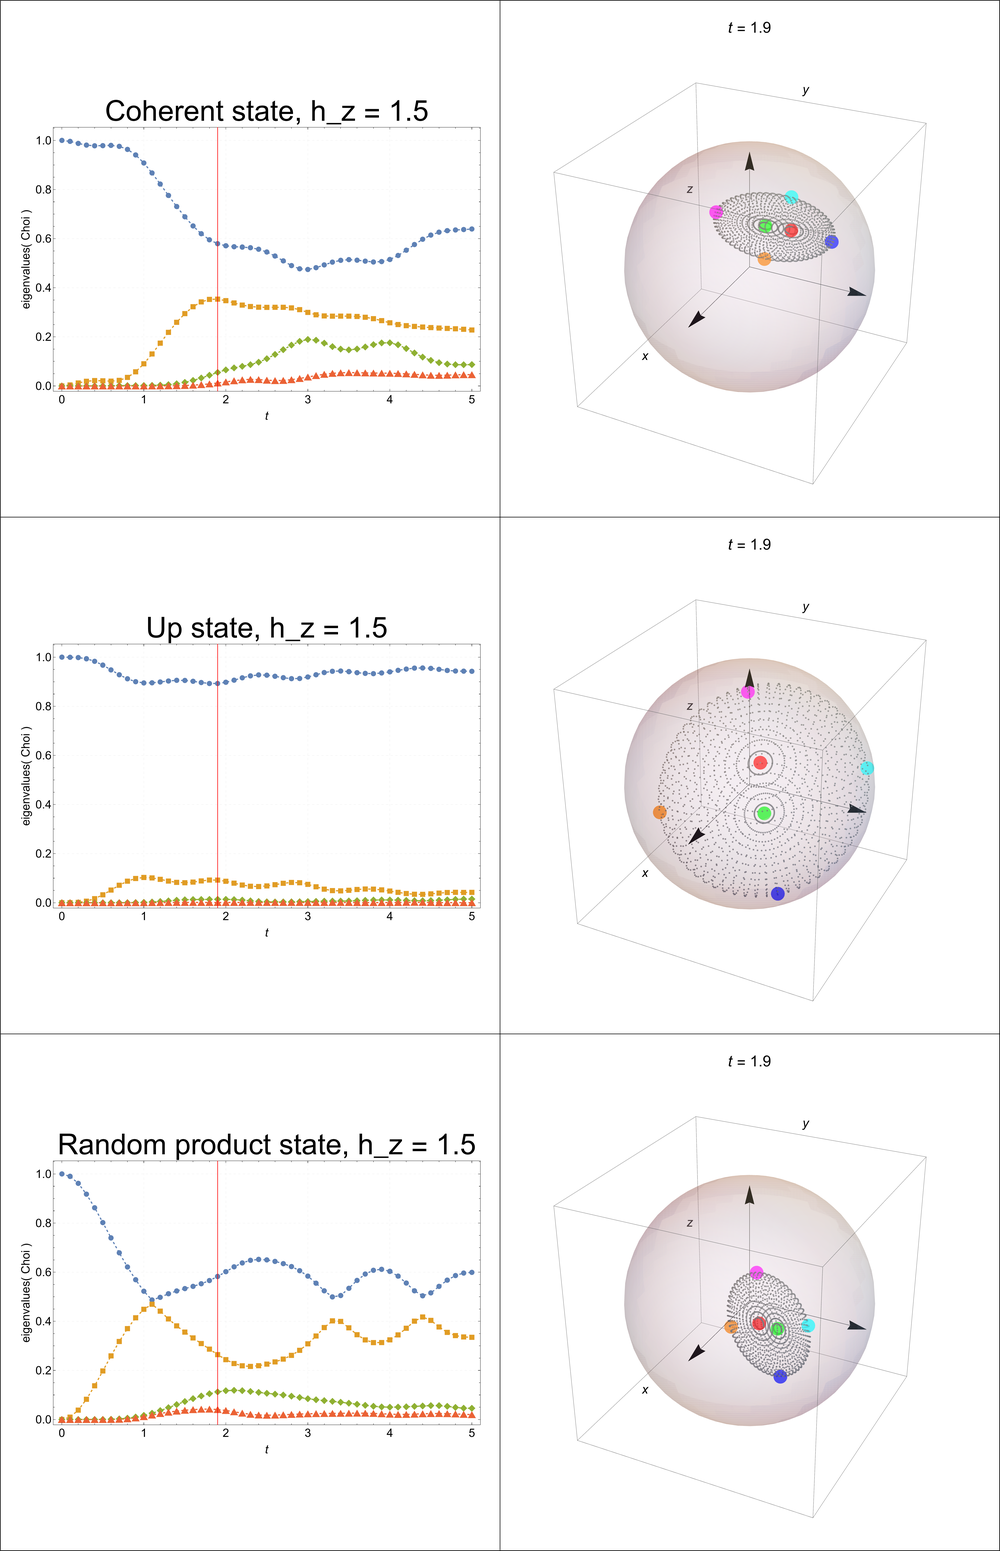 t = 1.9
y
Coherent state, h_z = 1.5
1.0
0.8
z
0.6
eigenvalues( Choi )
0.4
0.2
x
0.0
0 1 2 3 4 5
t
t = 1.9
y
Up state, h_z = 1.5
1.0
0.8
z
0.6
eigenvalues( Choi )
0.4
0.2
x
0.0
0 1 2 3 4 5
t
t = 1.9
y
Random product state, h_z = 1.5
1.0
0.8
z
0.6
eigenvalues( Choi )
0.4
0.2
x
0.0
0 1 2 3 4 5
t